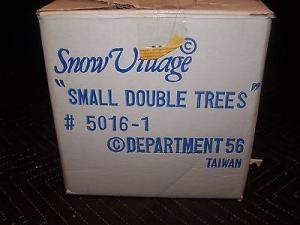 Snow Village ©
"SMALL DOUBLE TREES"
# 5016-1
© DEPARTMENT 56
TAIWAN